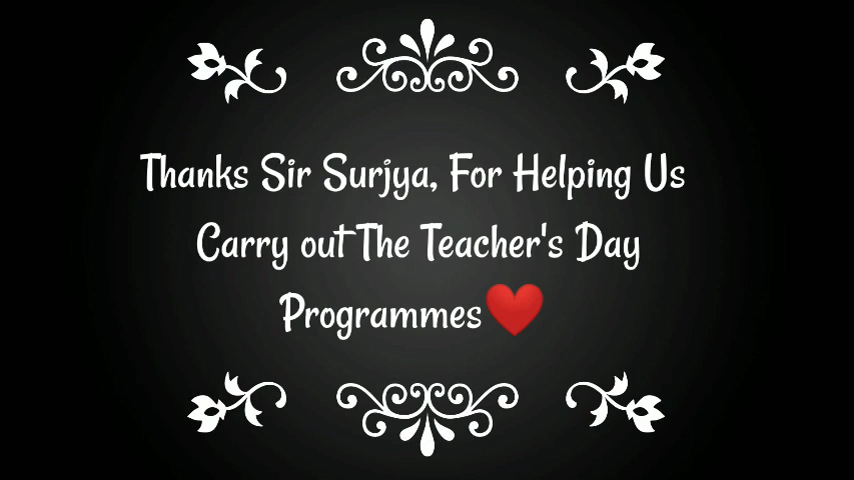 Thanks Sir Surjya, For Helping Us
Carry out The Teacher's Day
Programmes❤️